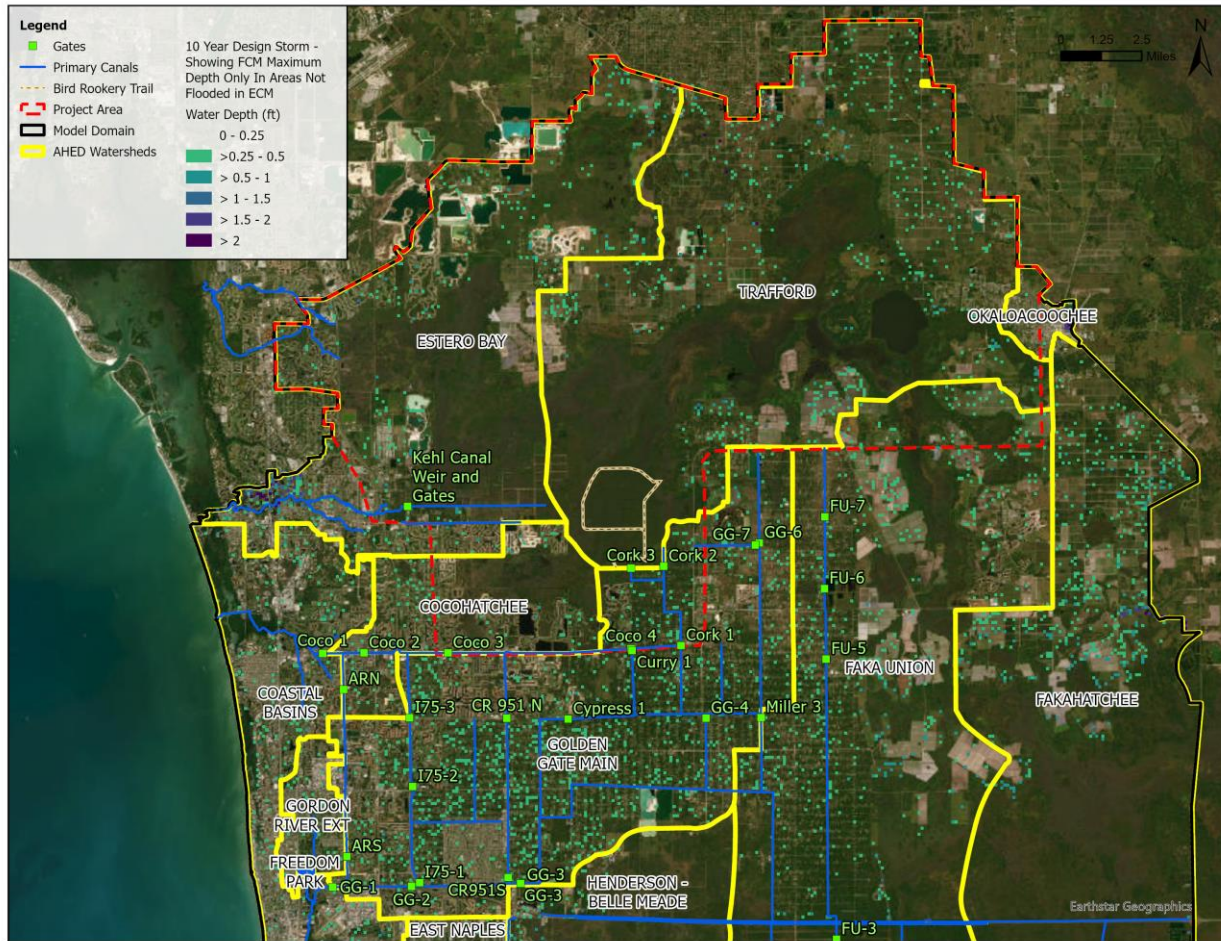 Legend
Gates
Primary Canals
Bird Rookery Trail
Project Area
Model Domain
AHED Watersheds
10 Year Design Storm -
Showing FCM Maximum
Depth Only In Areas Not
Flooded in ECM
Water Depth (ft)
0 - 0.25
>0.25 - 0.5
> 0.5 - 1
> 1 - 1.5
> 1.5 - 2
> 2
N
0 1.25 2.5
Miles
TRAFFORD
OKALOACOOCHEE
ESTERO BAY
Kehl Canal
Weir and
Gates
FU-7
GG-7
GG-6
Cork 3
Cork 2
FU-6
COCOHATCHEE
Coco 1
Coco 2
Coco 3
Coco 4
Cork 1
Curry 1
FU-5
FAKA UNION
ARN
COASTAL
BASINS
FAKAHATCHEE
I75-3
CR 951 N
Cypress 1
GG-4
Miller 3
GOLDEN
GATE MAIN
I75-2
GORDON
RIVER EXT
ARS
FREEDOM
PARK
GG-1
I75-1
GG-2
CR951S
GG-3
GG-3
HENDERSON -
BELLE MEADE
EAST NAPLES
FU-3
Earthstar Geographics